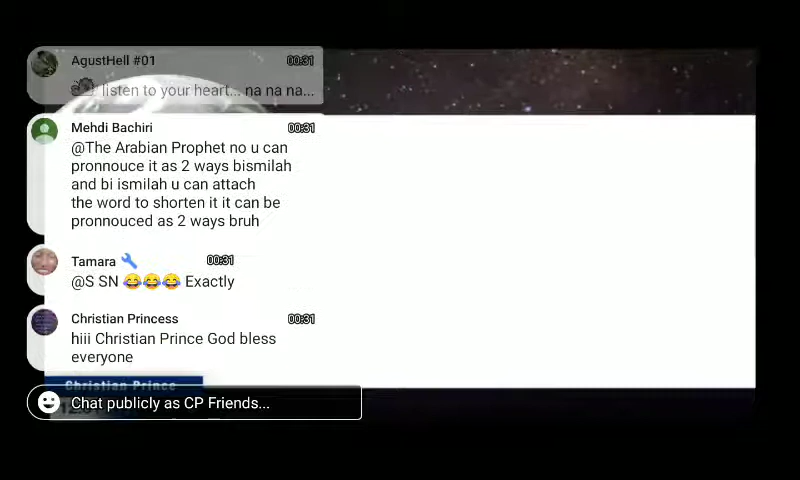 AgustHell #01 00:31
listen to your heart... na na na...
Mehdi Bachiri 00:31
@The Arabian Prophet no u can
pronnouce it as 2 ways bismilah
and bi ismilah u can attach
the word to shorten it it can be
pronnouced as 2 ways bruh
Tamara 🔧 00:31
@S SN 😂😂😂 Exactly
Christian Princess 00:31
hiii Christian Prince God bless
everyone
Christian Prince
Chat publicly as CP Friends...